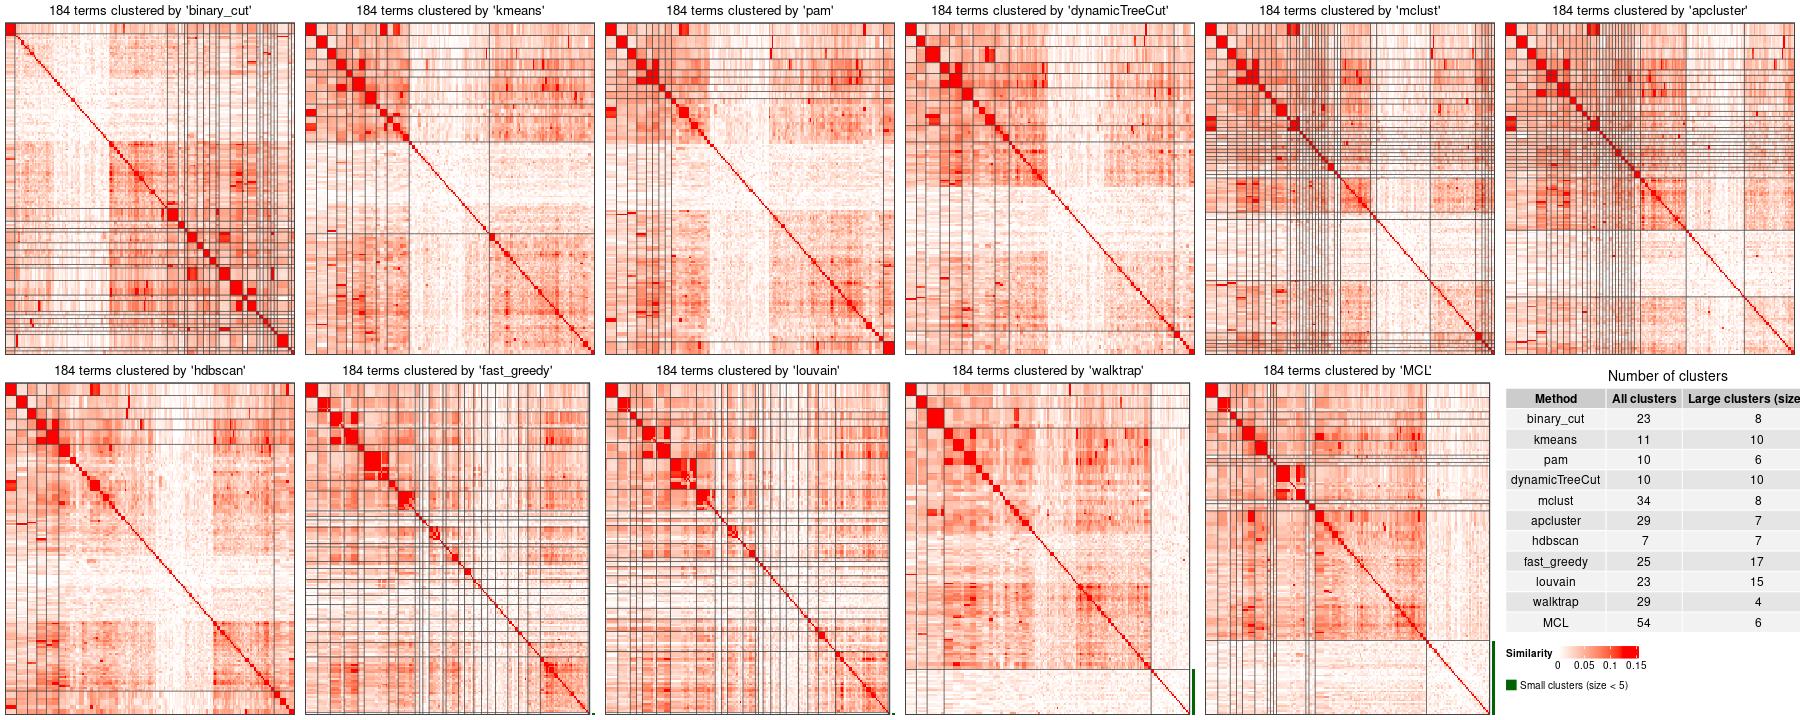 184 terms clustered by 'binary_cut'
184 terms clustered by 'kmeans'
184 terms clustered by 'pam'
184 terms clustered by 'dynamicTreeCut'
184 terms clustered by 'mclust'
184 terms clustered by 'apcluster'
184 terms clustered by 'hdbscan'
184 terms clustered by 'fast_greedy'
184 terms clustered by 'louvain'
184 terms clustered by 'walktrap'
184 terms clustered by 'MCL'
Number of clusters
Method All clusters Large clusters (size
binary_cut 23 8
kmeans 11 10
pam 10 6
dynamicTreeCut 10 10
mclust 34 8
apcluster 29 7
hdbscan 7 7
fast_greedy 25 17
louvain 23 15
walktrap 29 4
MCL 54 6
Similarity
0 0.05 0.1 0.15
Small clusters (size < 5)